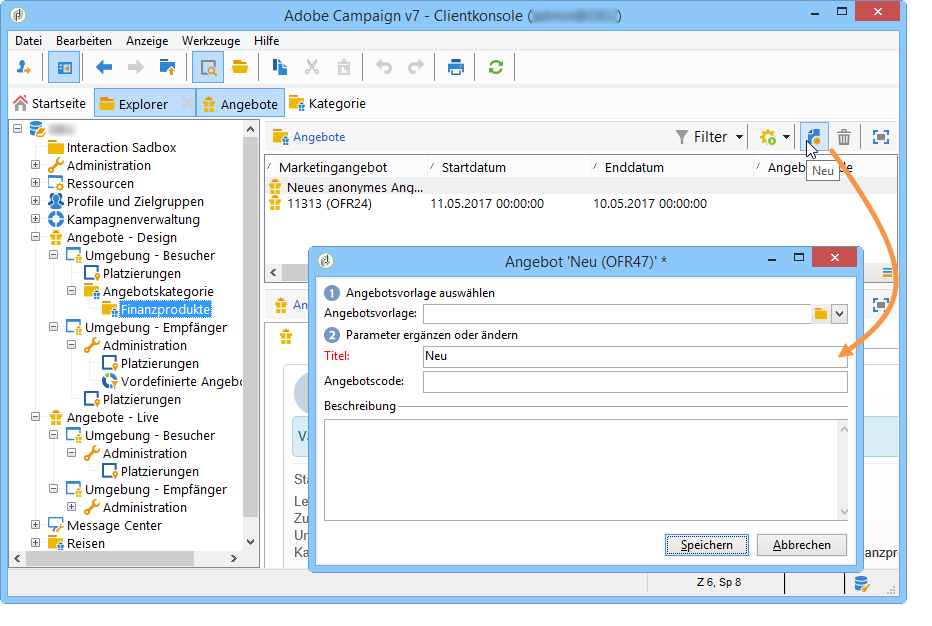 Adobe Campaign v7 - Clientkonsole (
)
Datei Bearbeiten Anzeige Werkzeuge Hilfe
Startseite Explorer Angebote Kategorie
Interaction Sadbox
Administration
Ressourcen
Profile und Zielgruppen
Kampagnenverwaltung
Angebote - Design
Umgebung - Besucher
Platzierungen
Angebotskategorie
Finanzprodukte
Umgebung - Empfänger
Administration
Platzierungen
Vordefinierte Angebo
Platzierungen
Angebote - Live
Umgebung - Besucher
Administration
Platzierungen
Umgebung - Empfänger
Administration
Message Center
Reisen
Angebote Filter
Marketingangebot Startdatum Enddatum Angeb de
Neu
Neues anonymes Ang...
11313 (OFR24) 11.05.2017 00:00:00 10.05.2017 00:00:00
An
Va
Sta
Le
Zu
Un
Ka
anzpr
Angebot 'Neu (OFR47)' *
1 Angebotsvorlage auswählen
Angebotsvorlage:
2 Parameter ergänzen oder ändern
Titel: Neu
Angebotscode:
Beschreibung
Speichern Abbrechen
Z 6, Sp 8